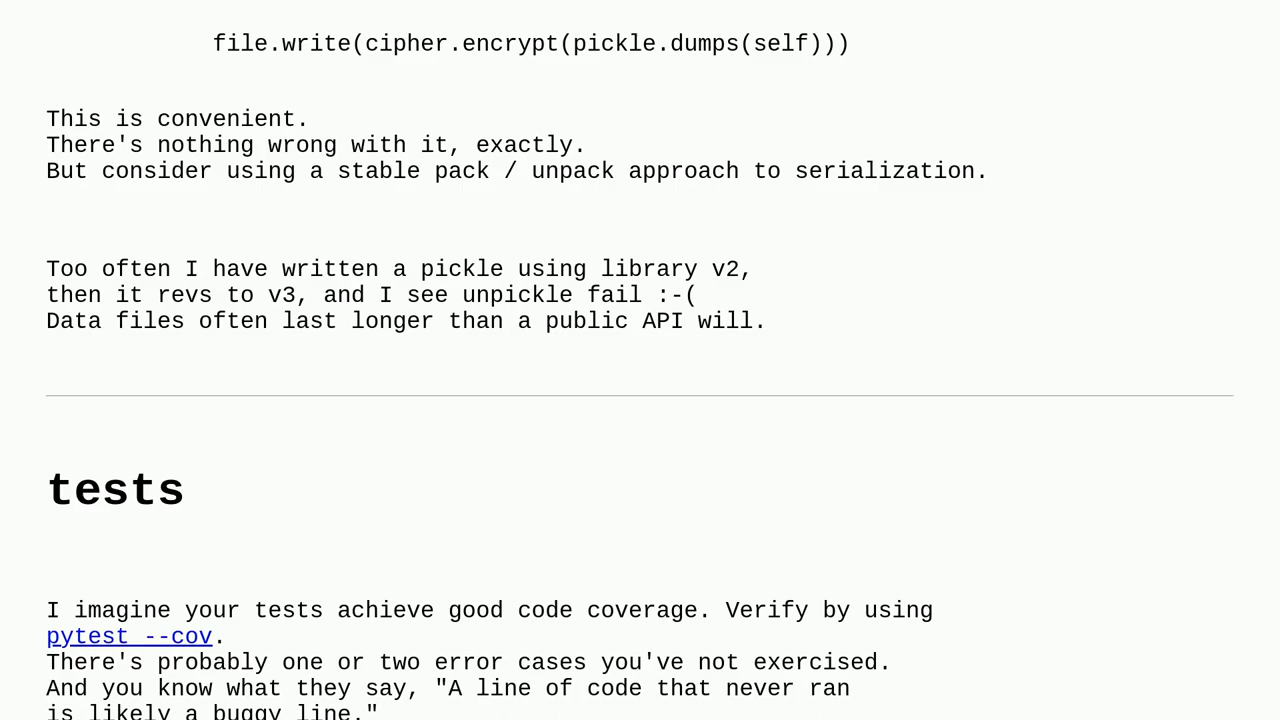 file.write(cipher.encrypt(pickle.dumps(self)))
This is convenient.
There's nothing wrong with it, exactly.
But consider using a stable pack / unpack approach to serialization.
Too often I have written a pickle using library v2,
then it revs to v3, and I see unpickle fail :-(
Data files often last longer than a public API will.
tests
I imagine your tests achieve good code coverage. Verify by using
pytest --cov.
There's probably one or two error cases you've not exercised.
And you know what they say, "A line of code that never ran
is likely a buggy line."